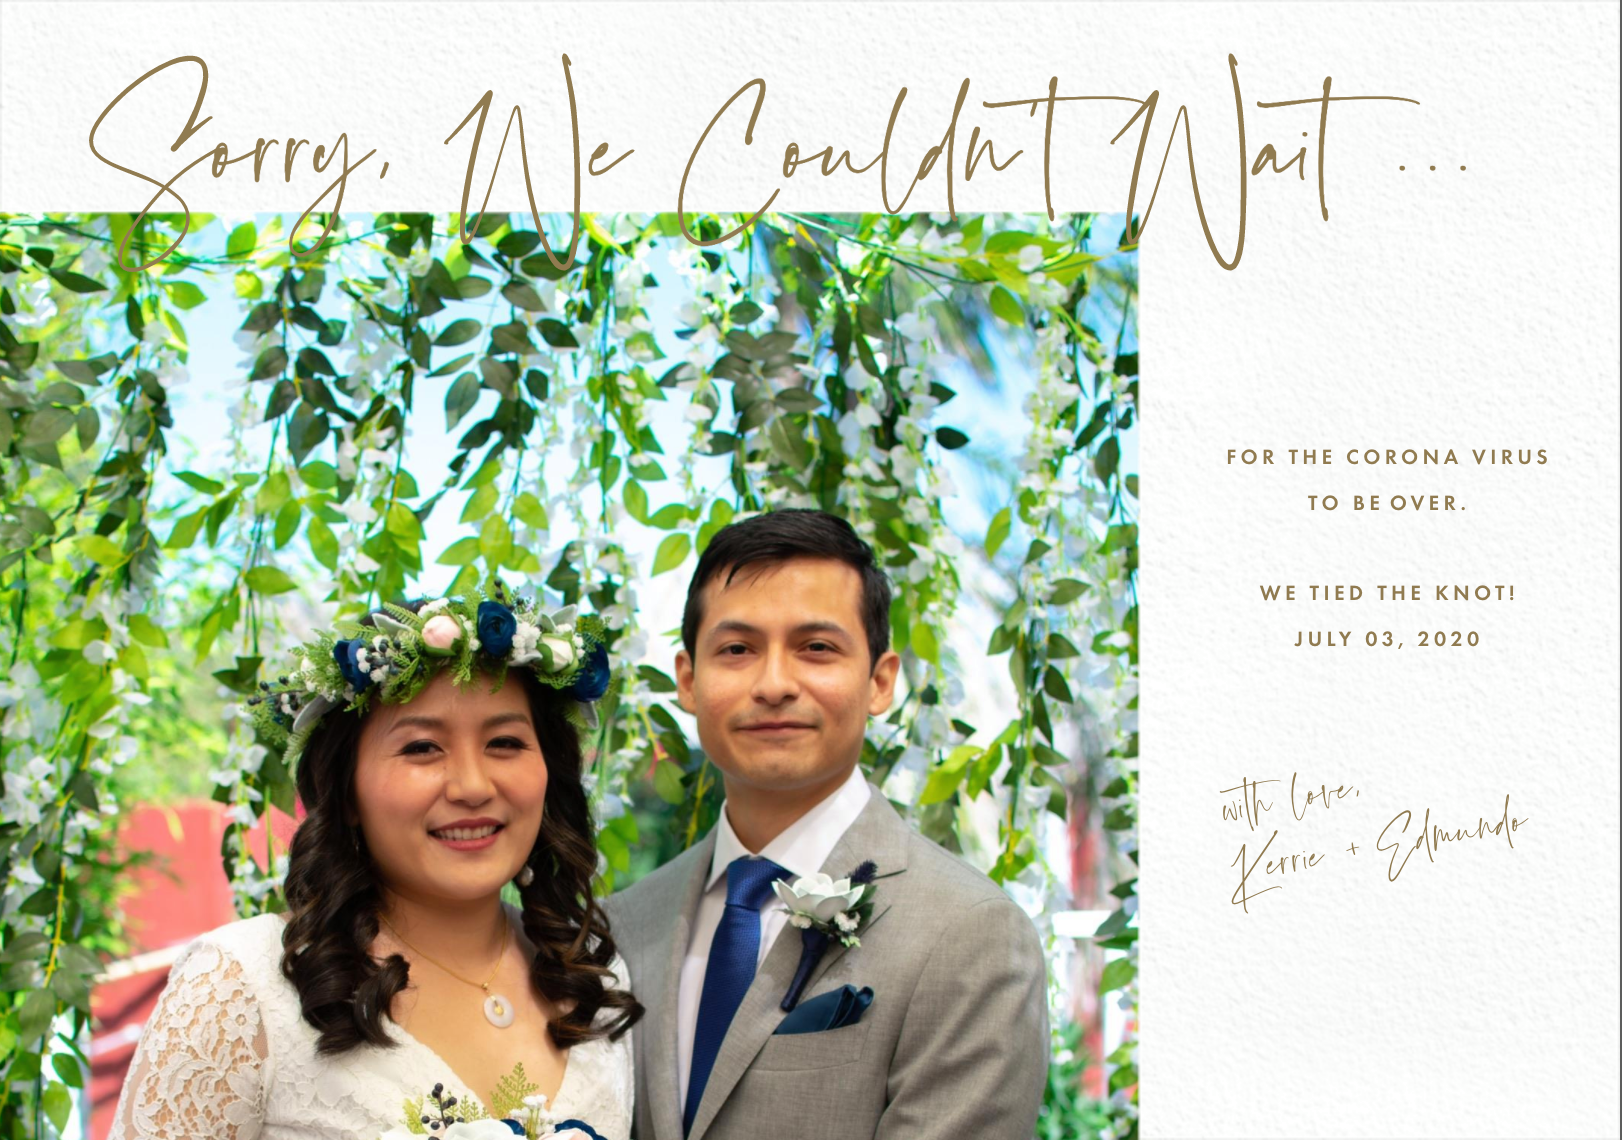 Sorry, We Couldn't Wait ...
FOR THE CORONA VIRUS
TO BE OVER.
WE TIED THE KNOT!
JULY 03, 2020
with love,
Kerrie + Edmundo